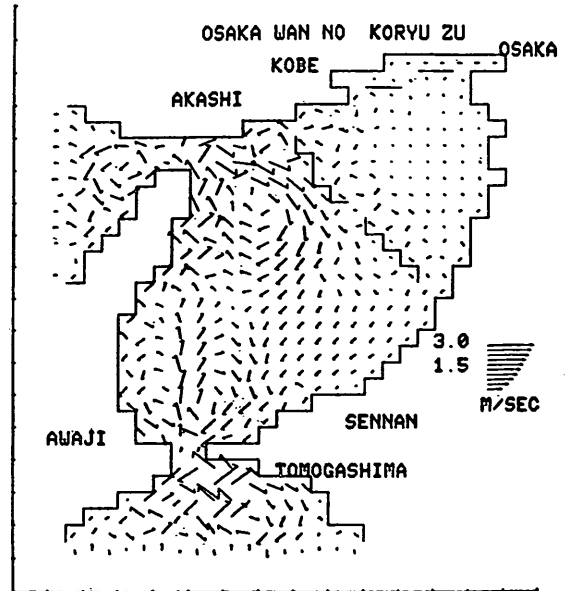 OSAKA WAN NO KORYU ZU
OSAKA
KOBE
AKASHI
3.0
1.5
M/SEC
SENNAN
AWAJI
TOMOGASHIMA